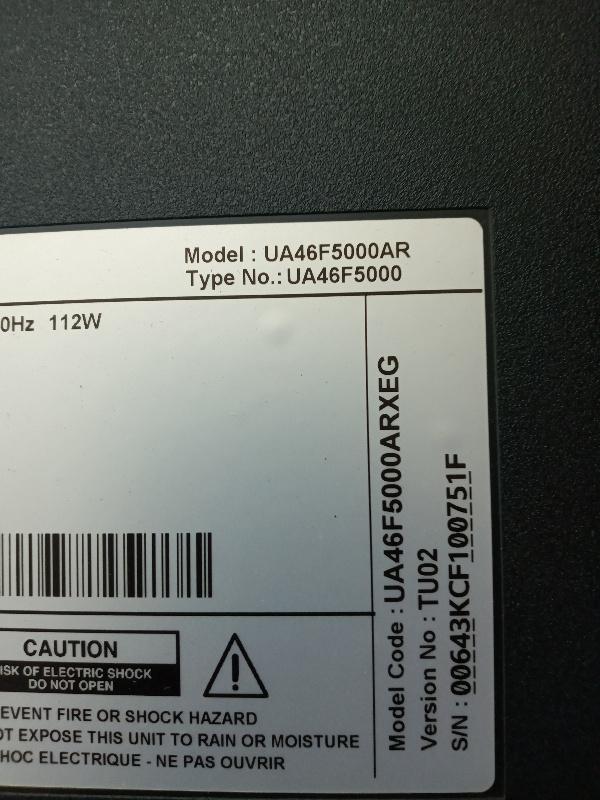 Model : UA46F5000AR
Type No.: UA46F5000
0Hz 112W
CAUTION
ISK OF ELECTRIC SHOCK
DO NOT OPEN
EVENT FIRE OR SHOCK HAZARD
OT EXPOSE THIS UNIT TO RAIN OR MOISTURE
HOC ELECTRIQUE - NE PAS OUVRIR
Model Code : UA46F5000ARXEG
Version No : TU02
S/N : 00643KCF100751F